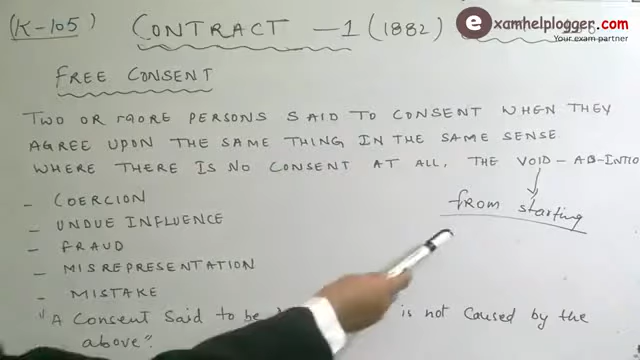 (K-105) CONTRACT - 1 (1882)
examhelplogger.com
Your exam partner
FREE CONSENT
TWO OR MORE PERSONS SAID TO CONSENT WHEN THEY
AGREE UPON THE SAME THING IN THE SAME SENSE
WHERE THERE IS NO CONSENT AT ALL, THE VOID - AB-INTIO
from starting
- COERCION
- UNDUE INFLUENCE
- FRAUD
- MISREPRESENTATION
- MISTAKE
"A Consent Said to be is not caused by the
above".